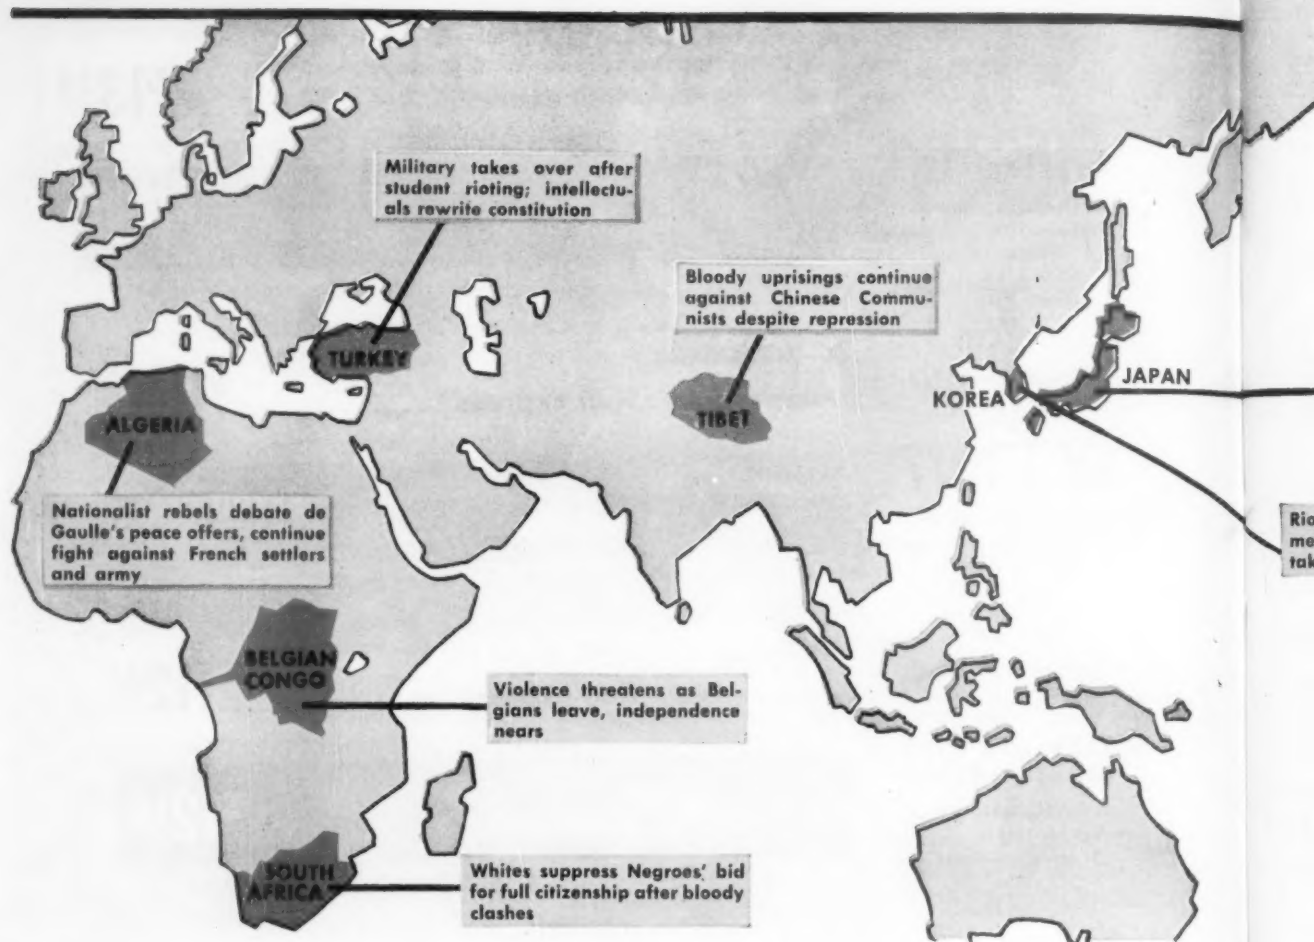 Military takes over after
student rioting; intellectu-
als rewrite constitution
Bloody uprisings continue
against Chinese Commu-
nists despite repression
TURKEY
TIBET
KOREA
JAPAN
ALGERIA
Nationalist rebels debate de
Gaulle's peace offers, continue
fight against French settlers
and army
BELGIAN
CONGO
Violence threatens as Bel-
gians leave, independence
nears
SOUTH
AFRICA
Whites suppress Negroes' bid
for full citizenship after bloody
clashes